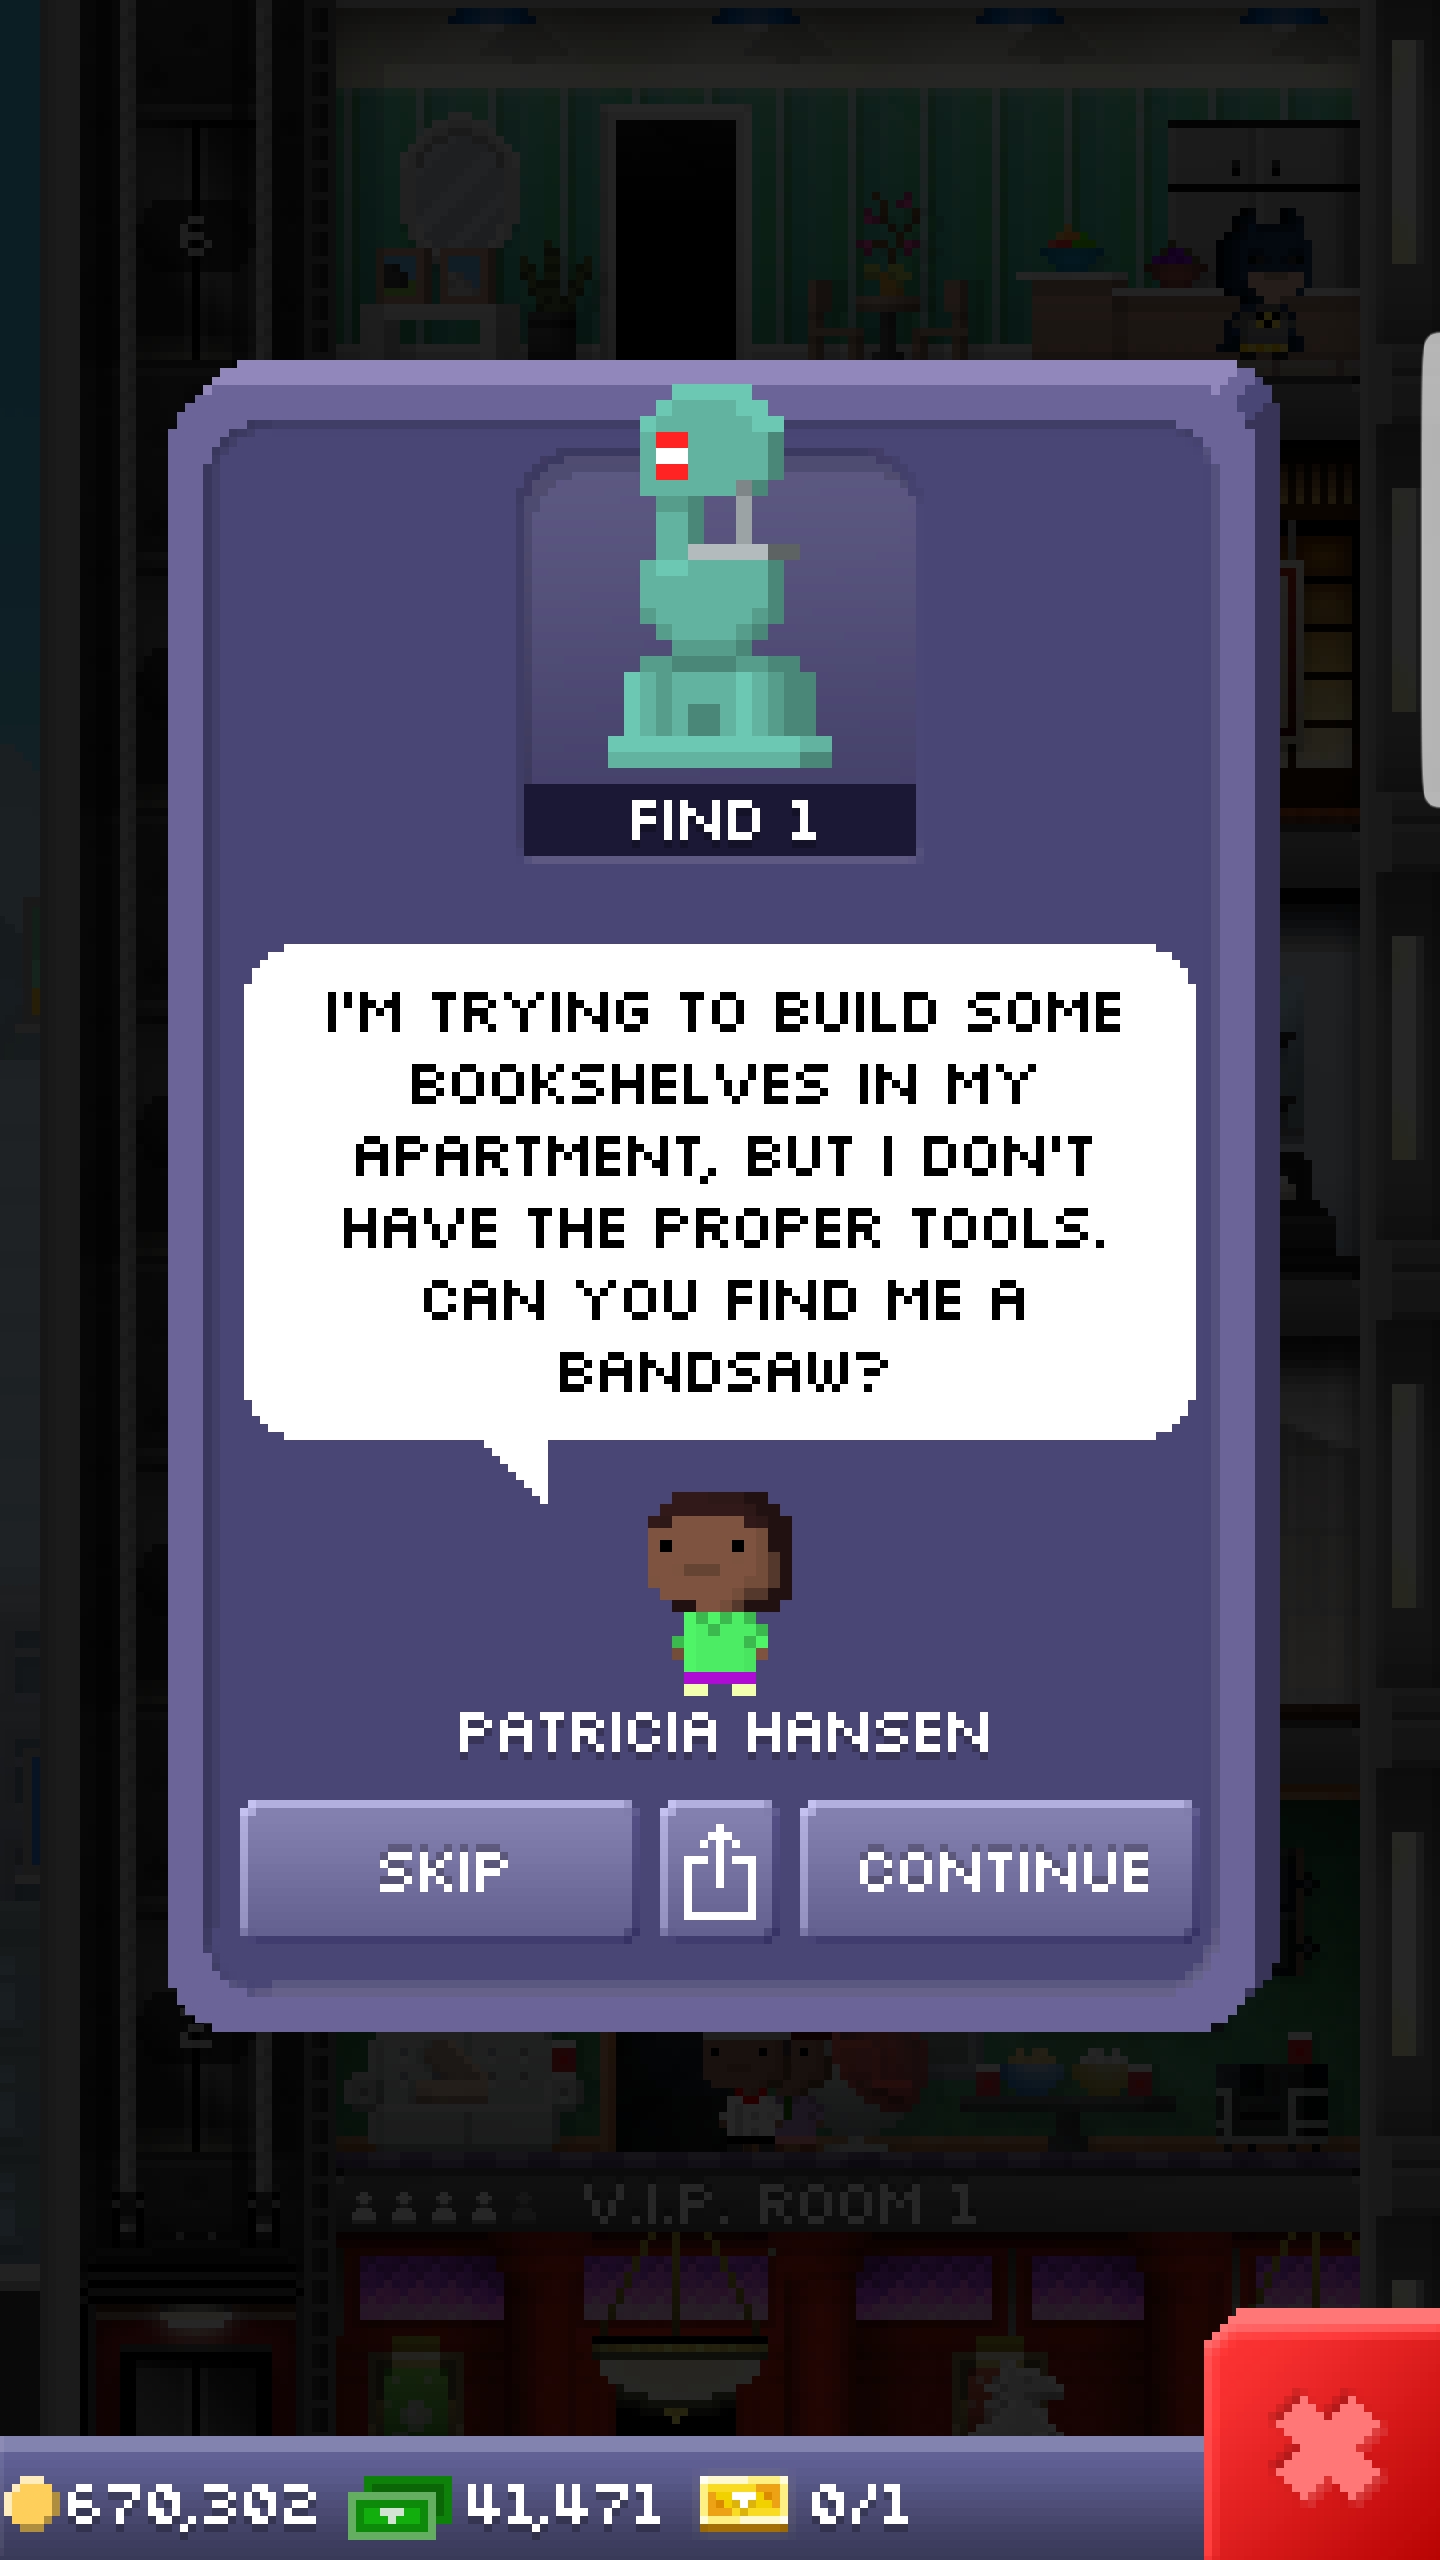 6
FIND 1
I'M TRYING TO BUILD SOME
BOOKSHELVES IN MY
APARTMENT, BUT I DON'T
HAVE THE PROPER TOOLS.
CAN YOU FIND ME A
BANDSAW?
PATRICIA HANSEN
SKIP
CONTINUE
V.I.P. ROOM 1
670,302
41,471
0/1